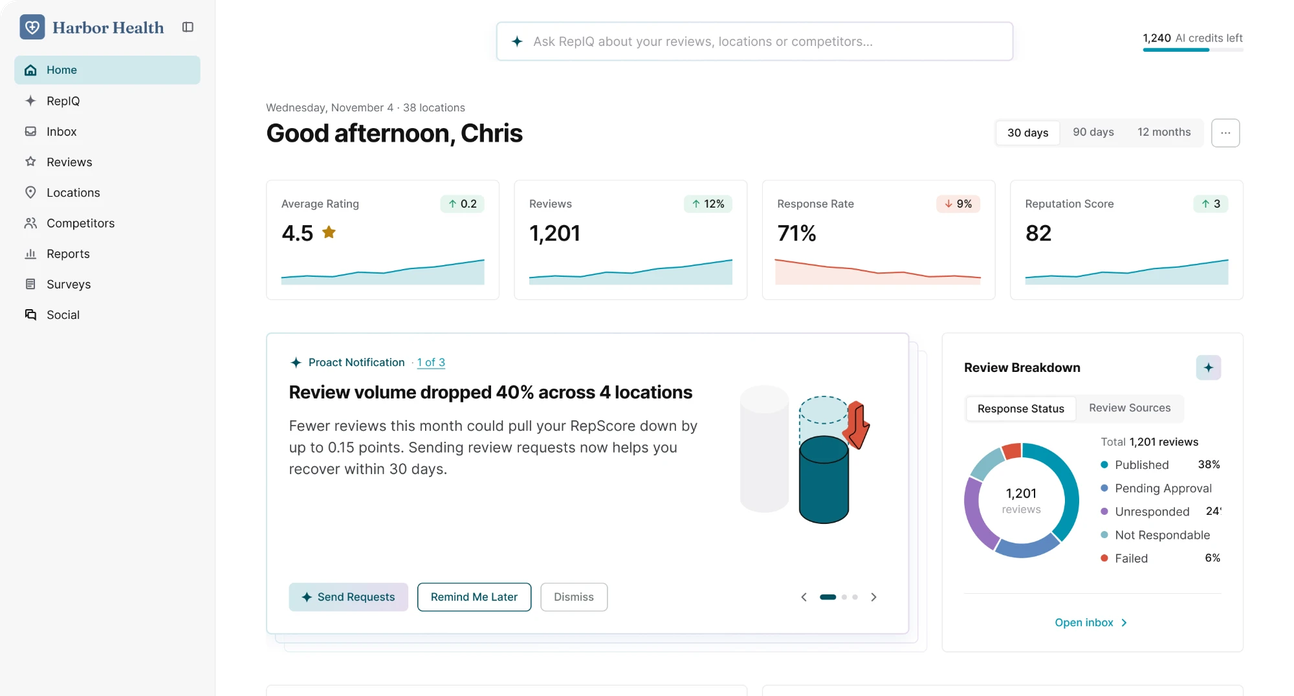 Harbor Health
Home
RepIQ
Inbox
Reviews
Locations
Competitors
Reports
Surveys
Social
Ask RepIQ about your reviews, locations or competitors...
1,240 AI credits left
Wednesday, November 4 · 38 locations
Good afternoon, Chris
30 days 90 days 12 months
Average Rating ↑ 0.2
4.5
Reviews ↑ 12%
1,201
Response Rate ↓ 9%
71%
Reputation Score ↑ 3
82
Proact Notification · 1 of 3
Review volume dropped 40% across 4 locations
Fewer reviews this month could pull your RepScore down by
up to 0.15 points. Sending review requests now helps you
recover within 30 days.
Send Requests Remind Me Later Dismiss
Review Breakdown
Response Status Review Sources
1,201
reviews
Total 1,201 reviews
Published 38%
Pending Approval
Unresponded 24
Not Respondable
Failed 6%
Open inbox